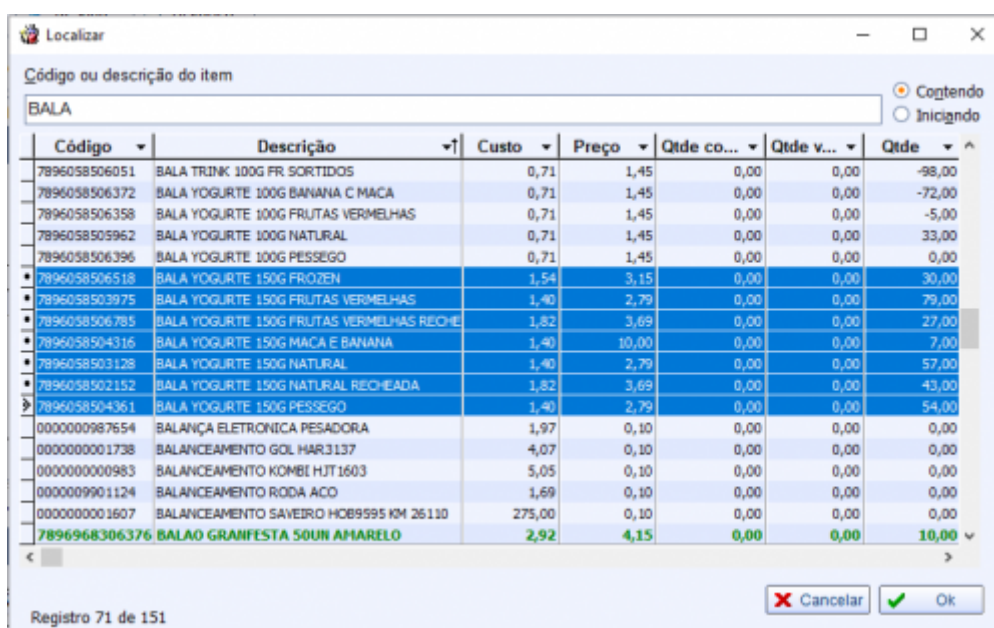 Localizar
Código ou descrição do item
BALA
Contendo
Iniciando
Código Descrição Custo Preço Qtde co... Qtde v... Qtde
7896058506051 BALA TRINK 100G FR SORTIDOS 0,71 1,45 0,00 0,00 -98,00
7896058506372 BALA YOGURTE 100G BANANA C MACA 0,71 1,45 0,00 0,00 -72,00
7896058506358 BALA YOGURTE 100G FRUTAS VERMELHAS 0,71 1,45 0,00 0,00 -5,00
7896058505962 BALA YOGURTE 100G NATURAL 0,71 1,45 0,00 0,00 33,00
7896058506396 BALA YOGURTE 100G PESSEGO 0,71 1,45 0,00 0,00 0,00
7896058506518 BALA YOGURTE 150G FROZEN 1,54 3,15 0,00 0,00 30,00
7896058503975 BALA YOGURTE 150G FRUTAS VERMELHAS 1,40 2,79 0,00 0,00 79,00
7896058506785 BALA YOGURTE 150G FRUTAS VERMELHAS RECHE 1,82 3,69 0,00 0,00 27,00
7896058504316 BALA YOGURTE 150G MACA E BANANA 1,40 10,00 0,00 0,00 7,00
7896058503128 BALA YOGURTE 150G NATURAL 1,40 2,79 0,00 0,00 57,00
7896058502152 BALA YOGURTE 150G NATURAL RECHEADA 1,82 3,69 0,00 0,00 43,00
7896058504361 BALA YOGURTE 150G PESSEGO 1,40 2,79 0,00 0,00 54,00
0000000987654 BALANÇA ELETRONICA PESADORA 1,97 0,10 0,00 0,00 0,00
0000000001738 BALANCEAMENTO GOL HAR3137 4,07 0,10 0,00 0,00 0,00
0000000000983 BALANCEAMENTO KOMBI HJT1603 5,05 0,10 0,00 0,00 0,00
0000009901124 BALANCEAMENTO RODA ACO 1,69 0,10 0,00 0,00 0,00
0000000001607 BALANCEAMENTO SAVEIRO HOB9595 KM 26110 275,00 0,10 0,00 0,00 0,00
7896968306376 BALAO GRANFESTA 50UN AMARELO 2,92 4,15 0,00 0,00 10,00
Cancelar Ok
Registro 71 de 151